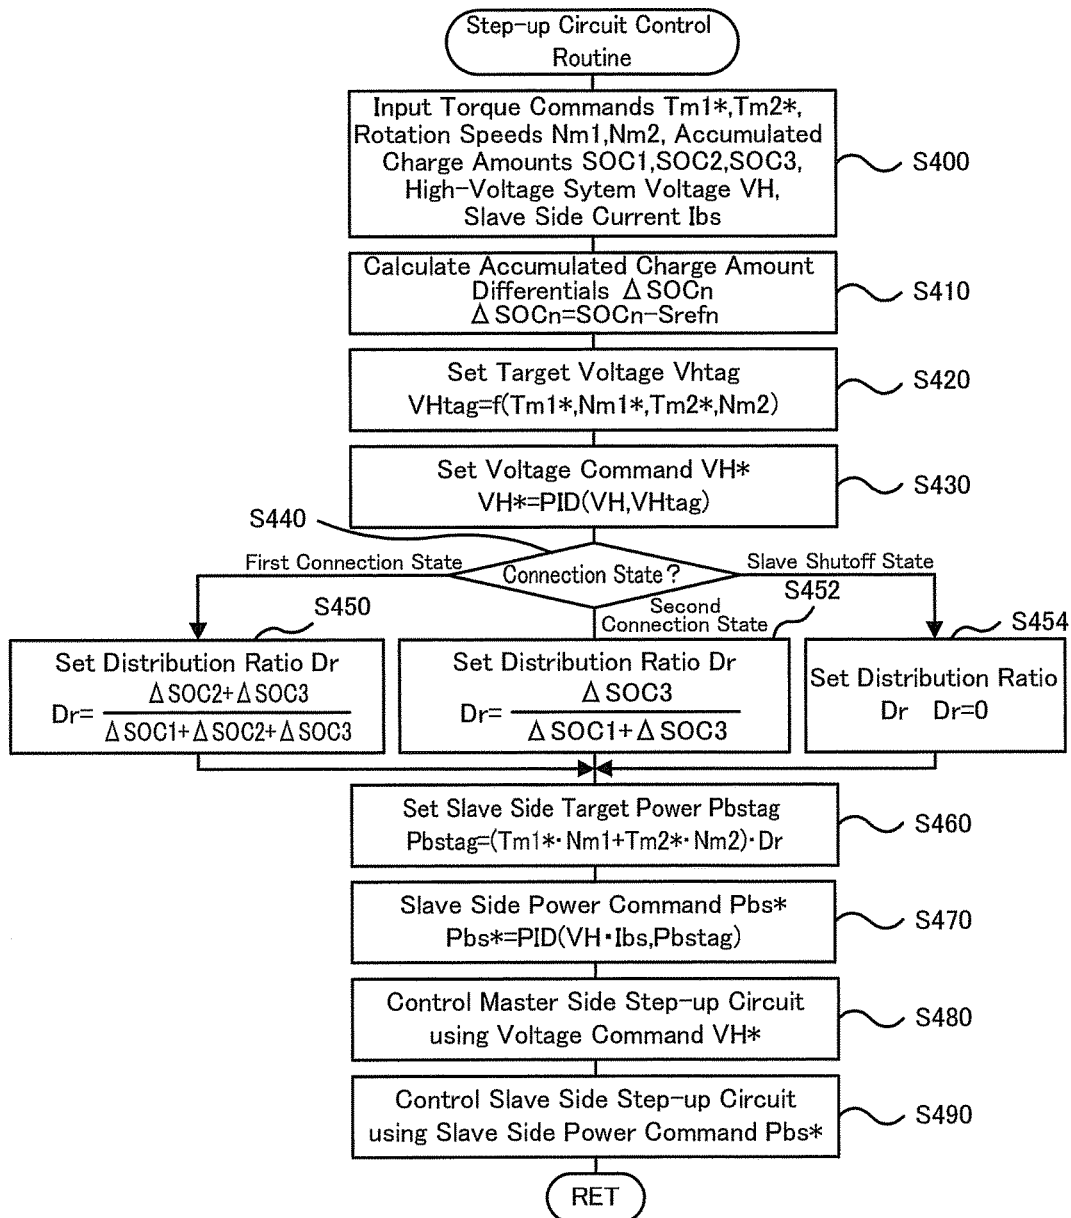 Step-up Circuit Control
Routine
Input Torque Commands Tm1*,Tm2*,
Rotation Speeds Nm1,Nm2, Accumulated
Charge Amounts SOC1,SOC2,SOC3,
High-Voltage Sytem Voltage VH,
Slave Side Current Ibs
S400
Calculate Accumulated Charge Amount
Differentials ΔSOCn
ΔSOCn=SOCn-Srefn
S410
Set Target Voltage Vhtag
VHtag=f(Tm1*,Nm1*,Tm2*,Nm2)
S420
Set Voltage Command VH*
VH*=PID(VH,VHtag)
S430
S440
Connection State?
First Connection State
Second
Connection State
Slave Shutoff State
S450
Set Distribution Ratio Dr
Dr= ΔSOC2+ΔSOC3
ΔSOC1+ΔSOC2+ΔSOC3
S452
Set Distribution Ratio Dr
Dr= ΔSOC3
ΔSOC1+ΔSOC3
S454
Set Distribution Ratio
Dr Dr=0
Set Slave Side Target Power Pbstag
Pbstag=(Tm1*·Nm1+Tm2*·Nm2)·Dr
S460
Slave Side Power Command Pbs*
Pbs*=PID(VH·Ibs,Pbstag)
S470
Control Master Side Step-up Circuit
using Voltage Command VH*
S480
Control Slave Side Step-up Circuit
using Slave Side Power Command Pbs*
S490
RET